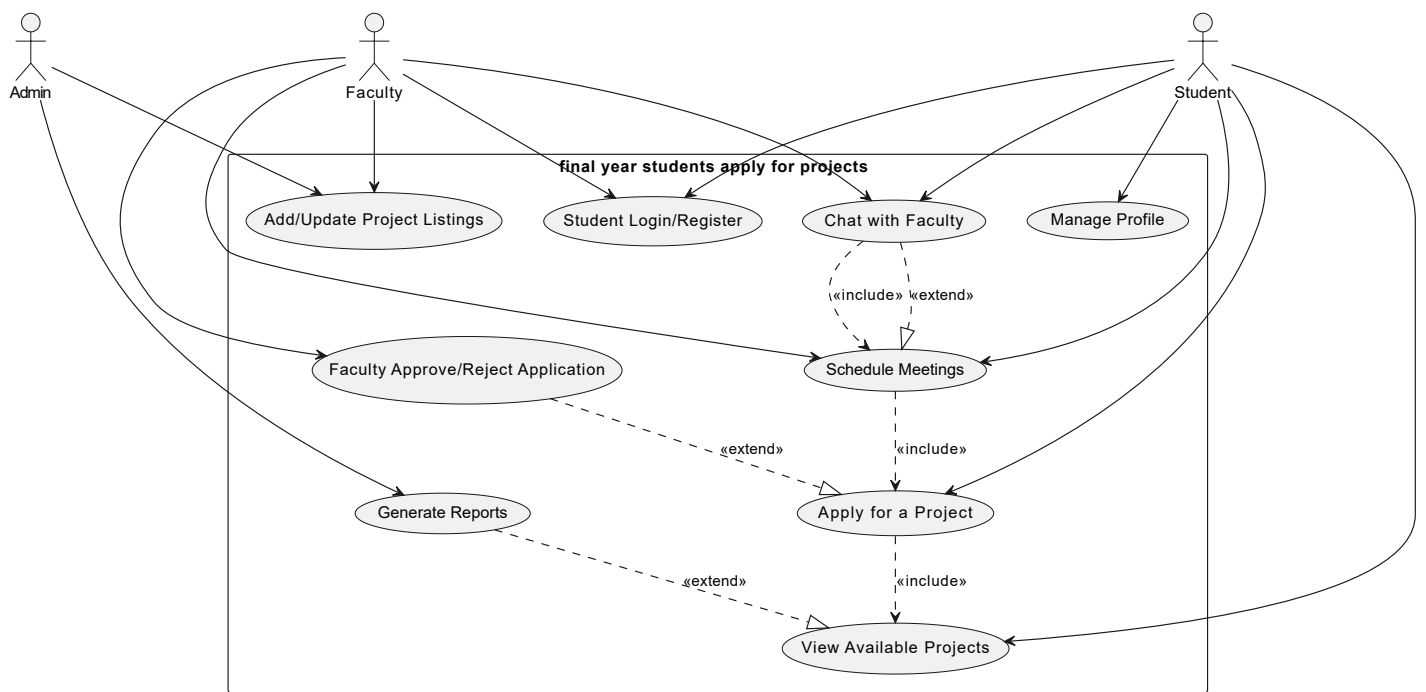 Admin
Faculty
Student
final year students apply for projects
Add/Update Project Listings
Student Login/Register
Chat with Faculty
Manage Profile
«include»
«extend»
Faculty Approve/Reject Application
Schedule Meetings
«extend»
«include»
Generate Reports
Apply for a Project
«extend»
«include»
View Available Projects